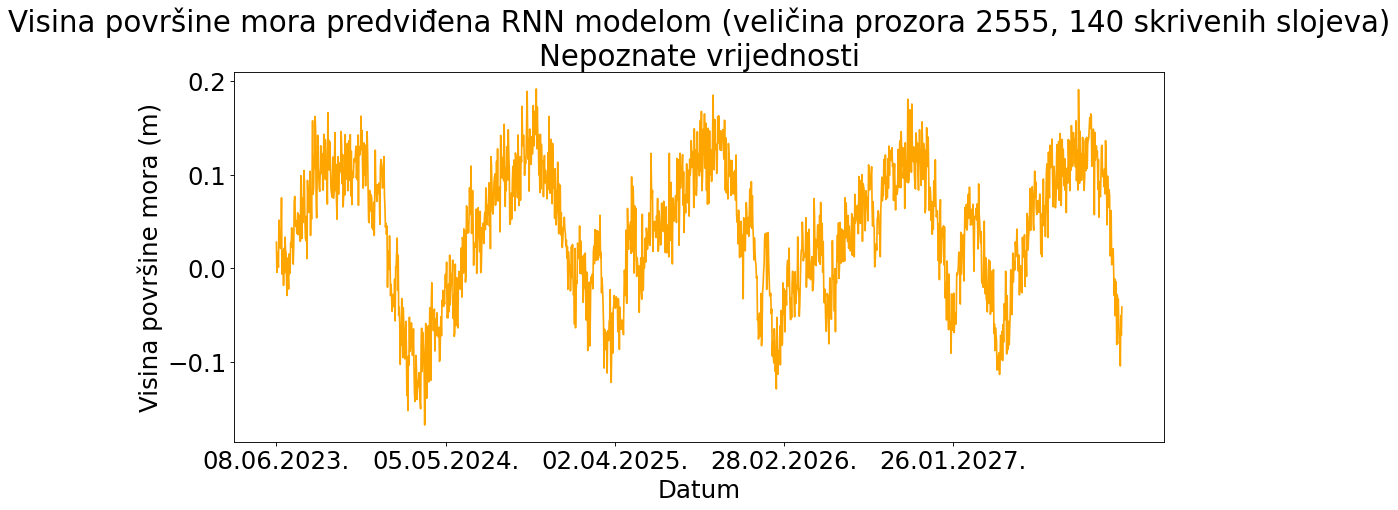 Visina površine mora predviđena RNN modelom (veličina prozora 2555, 140 skrivenih slojeva)
Nepoznate vrijednosti
Visina površine mora (m)
0.2
0.1
0.0
−0.1
08.06.2023. 05.05.2024. 02.04.2025. 28.02.2026. 26.01.2027.
Datum